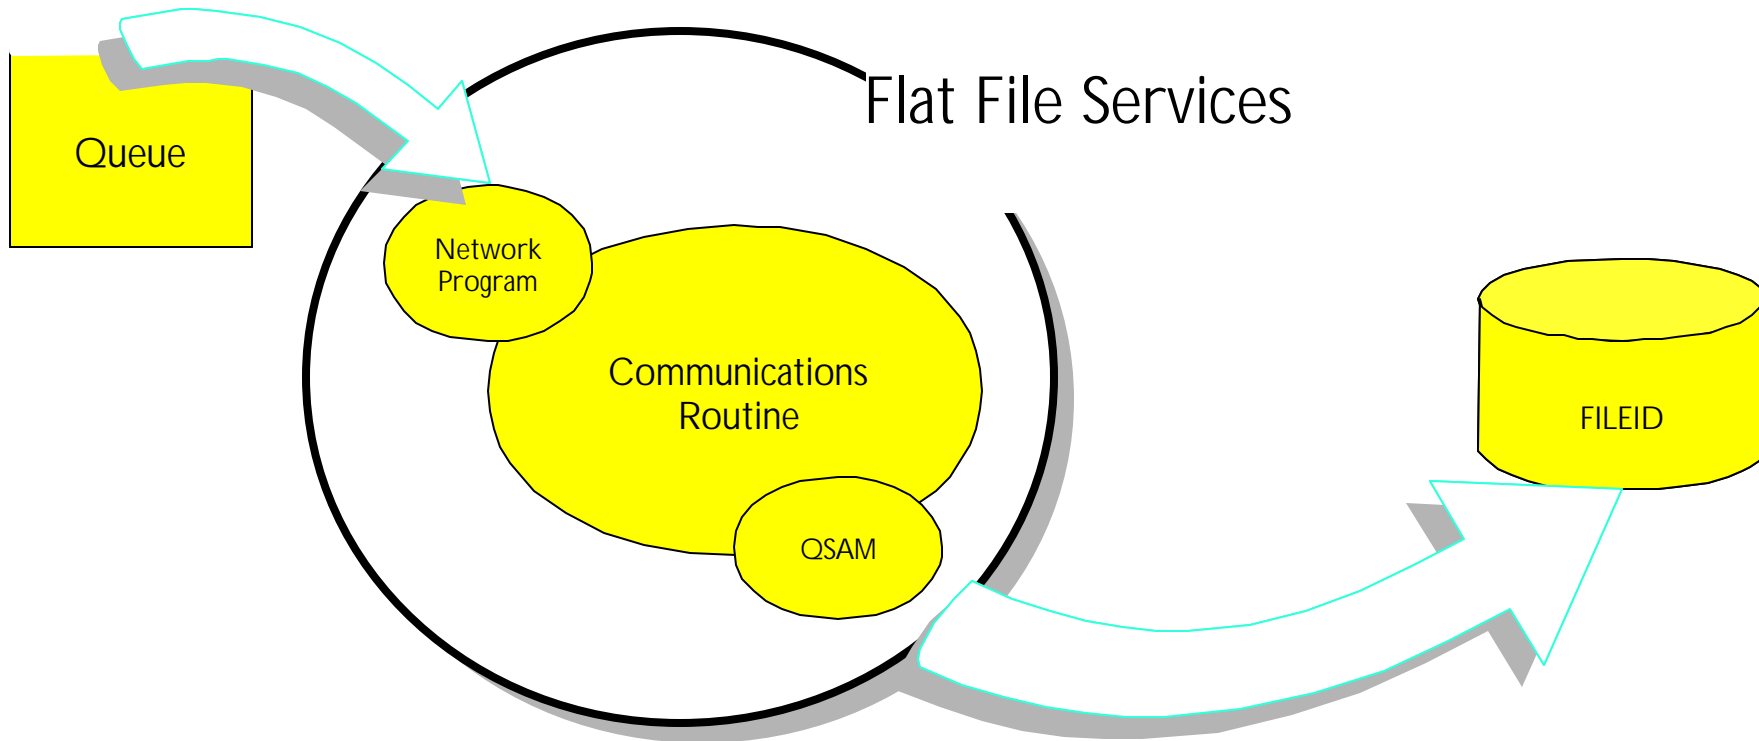 Flat File Services
Queue
Network
Program
Communications
Routine
QSAM
FILEID